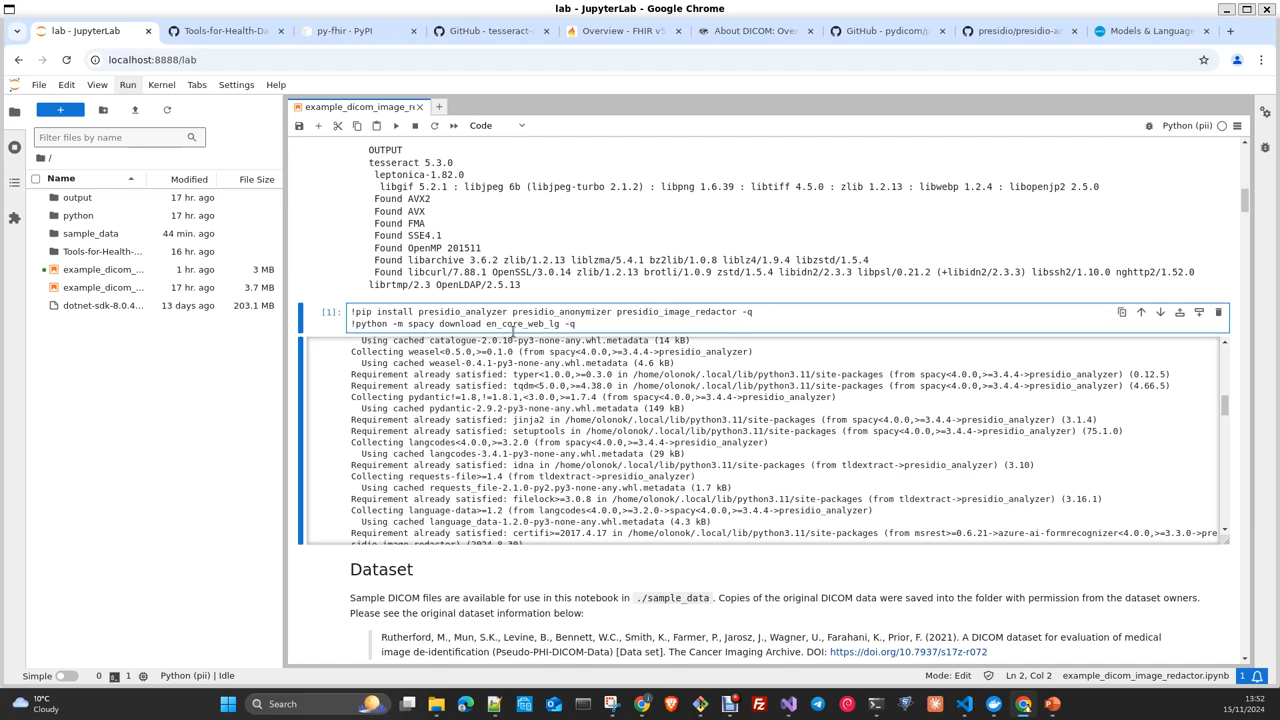 lab - JupyterLab - Google Chrome
lab - JupyterLab
Tools-for-Health-Da
py-fhir · PyPI
GitHub - tesseract-
Overview - FHIR v5
About DICOM: Over
GitHub - pydicom/p
presidio/presidio-a
Models & Language
localhost:8888/lab
File Edit View Run Kernel Tabs Settings Help
example_dicom_image_re
Code
Python (pii)
Filter files by name
/
Name Modified File Size
output 17 hr. ago
python 17 hr. ago
sample_data 44 min. ago
Tools-for-Health-... 16 hr. ago
example_dicom_... 1 hr. ago 3 MB
example_dicom_... 17 hr. ago 3.7 MB
dotnet-sdk-8.0.4... 13 days ago 203.1 MB
OUTPUT
tesseract 5.3.0
leptonica-1.82.0
libgif 5.2.1 : libjpeg 6b (libjpeg-turbo 2.1.2) : libpng 1.6.39 : libtiff 4.5.0 : zlib 1.2.13 : libwebp 1.2.4 : libopenjp2 2.5.0
Found AVX2
Found AVX
Found FMA
Found SSE4.1
Found OpenMP 201511
Found libarchive 3.6.2 zlib/1.2.13 liblzma/5.4.1 bz2lib/1.0.8 liblz4/1.9.4 libzstd/1.5.4
Found libcurl/7.88.1 OpenSSL/3.0.14 zlib/1.2.13 brotli/1.0.9 zstd/1.5.4 libidn2/2.3.3 libpsl/0.21.2 (+libidn2/2.3.3) libssh2/1.10.0 nghttp2/1.52.0
librtmp/2.3 OpenLDAP/2.5.13
[1]:
!pip install presidio_analyzer presidio_anonymizer presidio_image_redactor -q
!python -m spacy download en_core_web_lg -q
Using cached catalogue-2.0.10-py3-none-any.whl.metadata (14 kB)
Collecting weasel<0.5.0,>=0.1.0 (from spacy<4.0.0,>=3.4.4->presidio_analyzer)
Using cached weasel-0.4.1-py3-none-any.whl.metadata (4.6 kB)
Requirement already satisfied: typer<1.0.0,>=0.3.0 in /home/olonok/.local/lib/python3.11/site-packages (from spacy<4.0.0,>=3.4.4->presidio_analyzer) (0.12.5)
Requirement already satisfied: tqdm<5.0.0,>=4.38.0 in /home/olonok/.local/lib/python3.11/site-packages (from spacy<4.0.0,>=3.4.4->presidio_analyzer) (4.66.5)
Collecting pydantic!=1.8,!=1.8.1,<3.0.0,>=1.7.4 (from spacy<4.0.0,>=3.4.4->presidio_analyzer)
Using cached pydantic-2.9.2-py3-none-any.whl.metadata (149 kB)
Requirement already satisfied: jinja2 in /home/olonok/.local/lib/python3.11/site-packages (from spacy<4.0.0,>=3.4.4->presidio_analyzer) (3.1.4)
Requirement already satisfied: setuptools in /home/olonok/.local/lib/python3.11/site-packages (from spacy<4.0.0,>=3.4.4->presidio_analyzer) (75.1.0)
Collecting langcodes<4.0.0,>=3.2.0 (from spacy<4.0.0,>=3.4.4->presidio_analyzer)
Using cached langcodes-3.4.1-py3-none-any.whl.metadata (29 kB)
Requirement already satisfied: idna in /home/olonok/.local/lib/python3.11/site-packages (from tldextract->presidio_analyzer) (3.10)
Collecting requests-file>=1.4 (from tldextract->presidio_analyzer)
Using cached requests_file-2.1.0-py2.py3-none-any.whl.metadata (1.7 kB)
Requirement already satisfied: filelock>=3.0.8 in /home/olonok/.local/lib/python3.11/site-packages (from tldextract->presidio_analyzer) (3.16.1)
Collecting language-data>=1.2 (from langcodes<4.0.0,>=3.2.0->spacy<4.0.0,>=3.4.4->presidio_analyzer)
Using cached language_data-1.2.0-py3-none-any.whl.metadata (4.3 kB)
Requirement already satisfied: certifi>=2017.4.17 in /home/olonok/.local/lib/python3.11/site-packages (from msrest>=0.6.21->azure-ai-formrecognizer<4.0.0,>=3.3.0->pre
sidio_image_redactor) (2024.8.30)
Dataset
Sample DICOM files are available for use in this notebook in ./sample_data. Copies of the original DICOM data were saved into the folder with permission from the dataset owners.
Please see the original dataset information below:
Rutherford, M., Mun, S.K., Levine, B., Bennett, W.C., Smith, K., Farmer, P., Jarosz, J., Wagner, U., Farahani, K., Prior, F. (2021). A DICOM dataset for evaluation of medical
image de-identification (Pseudo-PHI-DICOM-Data) [Data set]. The Cancer Imaging Archive. DOI: https://doi.org/10.7937/s17z-r072
Simple 0 1 Python (pii) | Idle
Mode: Edit Ln 2, Col 2 example_dicom_image_redactor.ipynb 1
10°C
Cloudy
Search
13:52
15/11/2024